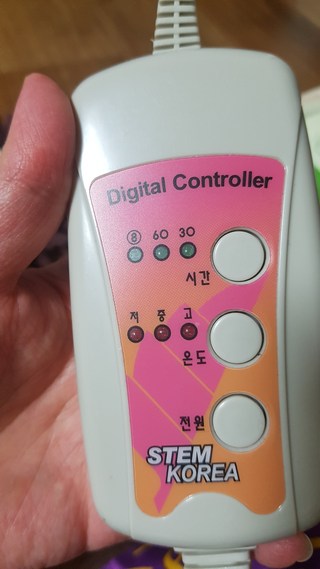 Digital Controller
⑧ 60 30
시간
저 중 고
온도
전원
STEM
KOREA